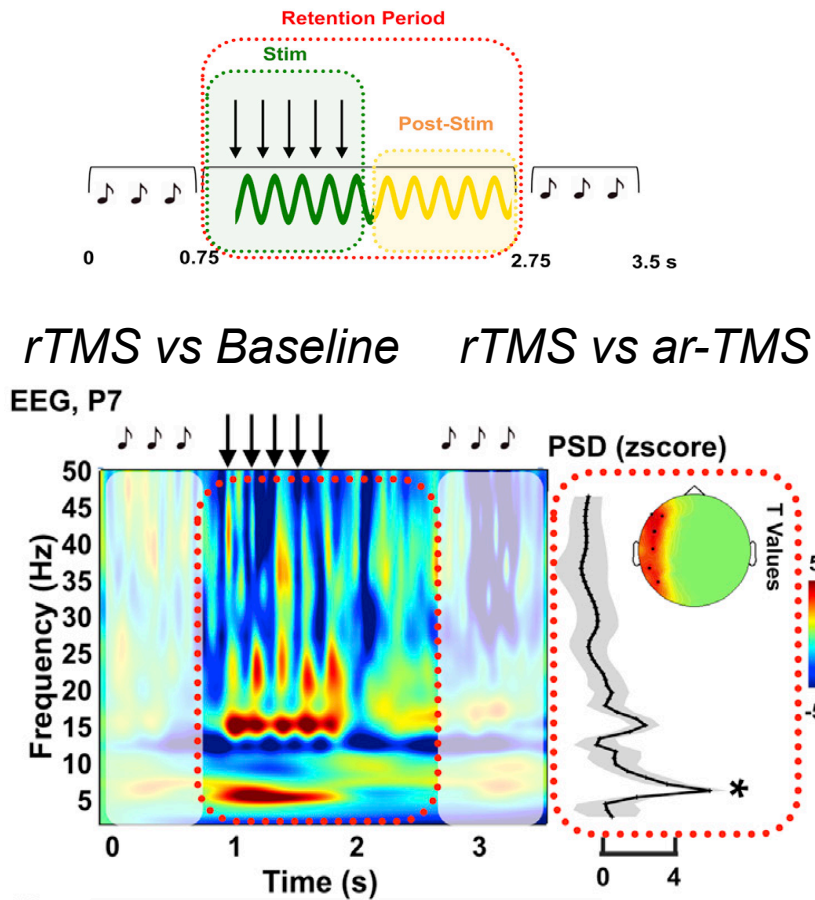 Retention Period
Stim
Post-Stim
0 0.75 2.75 3.5 s
rTMS vs Baseline rTMS vs ar-TMS
EEG, P7
PSD (zscore)
50
45
40
35
30
25
20
15
10
5
Frequency (Hz)
0 1 2 3
Time (s)
T Values
5
-5
*
0 4